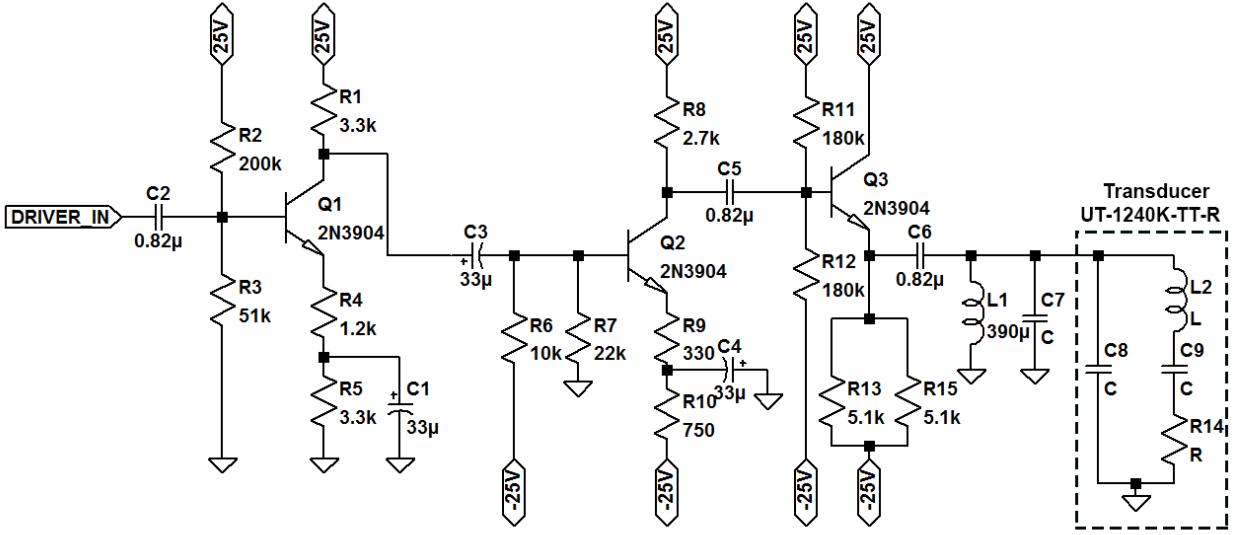 25V
25V
25V
25V
25V
R1
3.3k
R8
2.7k
R11
180k
R2
200k
C2
DRIVER_IN
0.82µ
Q1
2N3904
C5
0.82µ
Q3
2N3904
Transducer
UT-1240K-TT-R
C3
33µ
Q2
2N3904
C6
0.82µ
R12
180k
R3
51k
R4
1.2k
R6
10k
R7
22k
R9
330
C4
33µ
L1
390µ
C7
C
L2
L
C8
C
C9
C
R5
3.3k
C1
33µ
R10
750
R13
5.1k
R15
5.1k
R14
R
-25V
-25V
-25V
-25V